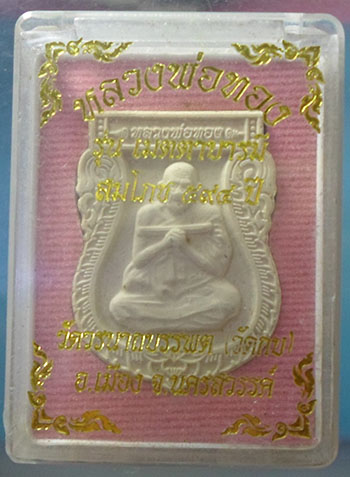 หลวงพ่อทอง
หลวงพ่อทอง
รุ่น เมตตาบารมี
สมโภช ๕๙๔ ปี
วัดวรนาถบรรพต (วัดกบ)
อ.เมือง จ.นครสวรรค์